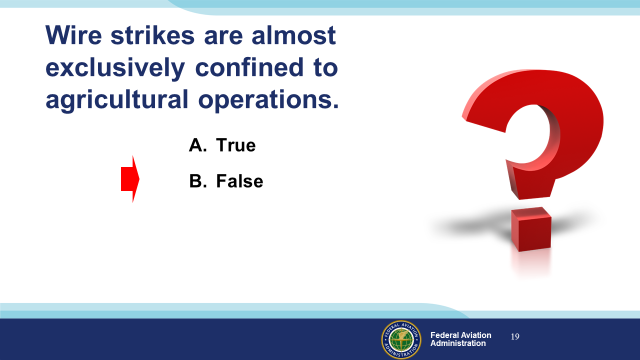 Wire strikes are almost
exclusively confined to
agricultural operations.
A. True
B. False
Federal Aviation
Administration
19